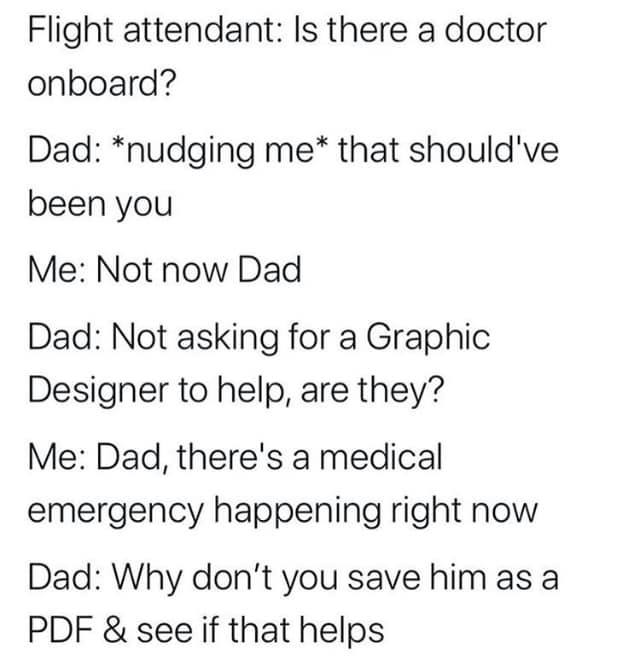 Flight attendant: Is there a doctor
onboard?
Dad: *nudging me* that should've
been you
Me: Not now Dad
Dad: Not asking for a Graphic
Designer to help, are they?
Me: Dad, there's a medical
emergency happening right now
Dad: Why don’t you save him as a
PDF & see if that helps